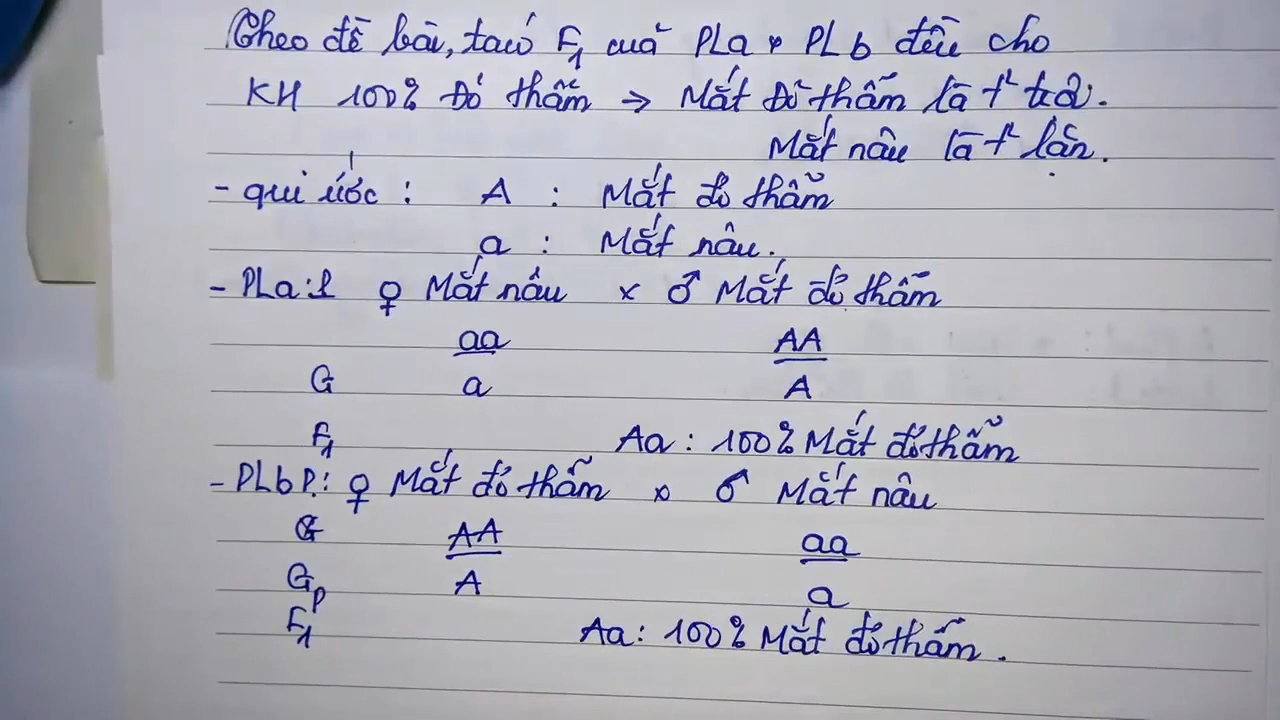 Theo đề bài, ta có F1 của PLa & PLb đều cho
KH 100% Đỏ thẫm → Mắt Đỏ thẫm là t² trội.
Mắt nâu là t² lặn.
- qui ước : A : Mắt đỏ thẫm
a : Mắt nâu.
- PLa: ♀ Mắt nâu x ♂ Mắt đỏ thẫm
aa AA
G a A
F1 Aa : 100% Mắt đỏ thẫm
- PLb P: ♀ Mắt đỏ thẫm x ♂ Mắt nâu
AA aa
Gp A a
F1 Aa : 100% Mắt đỏ thẫm .